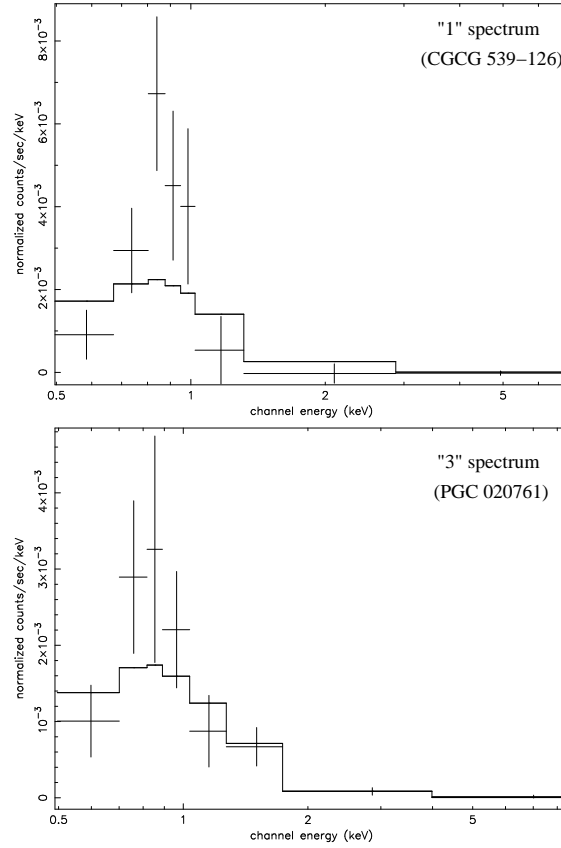 "1" spectrum
(CGCG 539−126)
normalized counts/sec/keV
8×10⁻³
6×10⁻³
4×10⁻³
2×10⁻³
0
0.5 1 2 5
channel energy (keV)
"3" spectrum
(PGC 020761)
normalized counts/sec/keV
4×10⁻³
3×10⁻³
2×10⁻³
10⁻³
0
0.5 1 2 5
channel energy (keV)